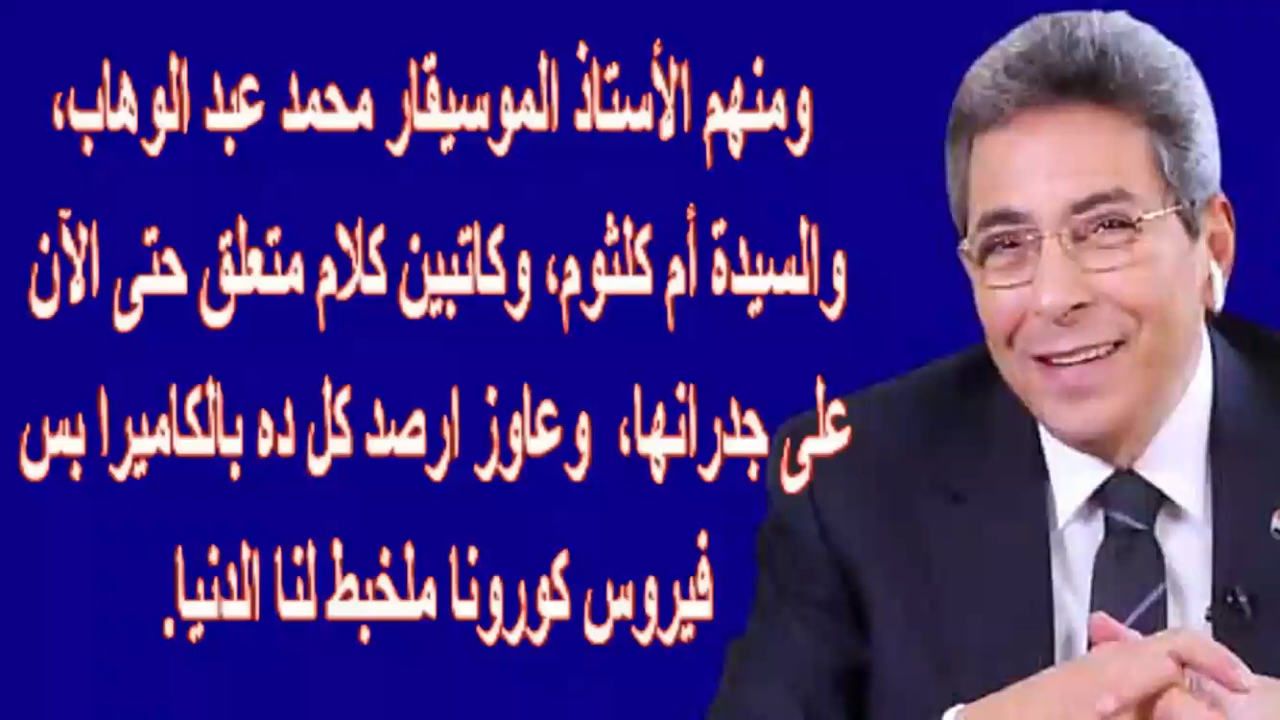 ومنهم الأستاذ الموسيقار محمد عبد الوهاب،
والسيدة أم كلثوم، وكاتبين كلام متعلق حتى الآن
على جدرانها،  وعاوز ارصد كل ده بالكاميرا بس
فيروس كورونا ملخبط لنا الدنيا.